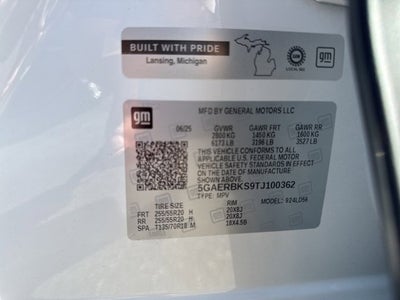 BUILT WITH PRIDE
Lansing, Michigan
gm
MFD BY GENERAL MOTORS LLC
06/25 GVWR GAWR FRT GAWR RR
2800 KG 1450 KG 1600 KG
6173 LB 3196 LB 3527 LB
THIS VEHICLE CONFORMS TO ALL
APPLICABLE U.S. FEDERAL MOTOR
VEHICLE SAFETY STANDARDS IN EFFECT
ON THE DATE OF MANUFACTURE
SHOWN ABOVE.
5GAERBKS9TJ100362
TYPE: MPV MODEL:
TIRE SIZE RIM
FRT 255/55R20 H 20X8J
RR 255/55R20 H 20X8J
SPA T135/70R18 M 18X4.5B